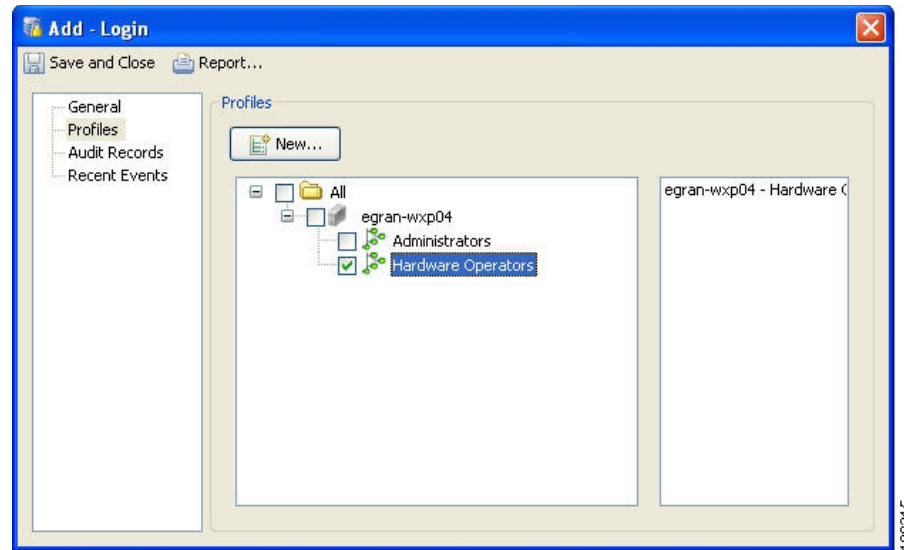 Add - Login
Save and Close Report...
General
Profiles
Audit Records
Recent Events
Profiles
New...
All
egran-wxp04
Administrators
Hardware Operators
egran-wxp04 - Hardware